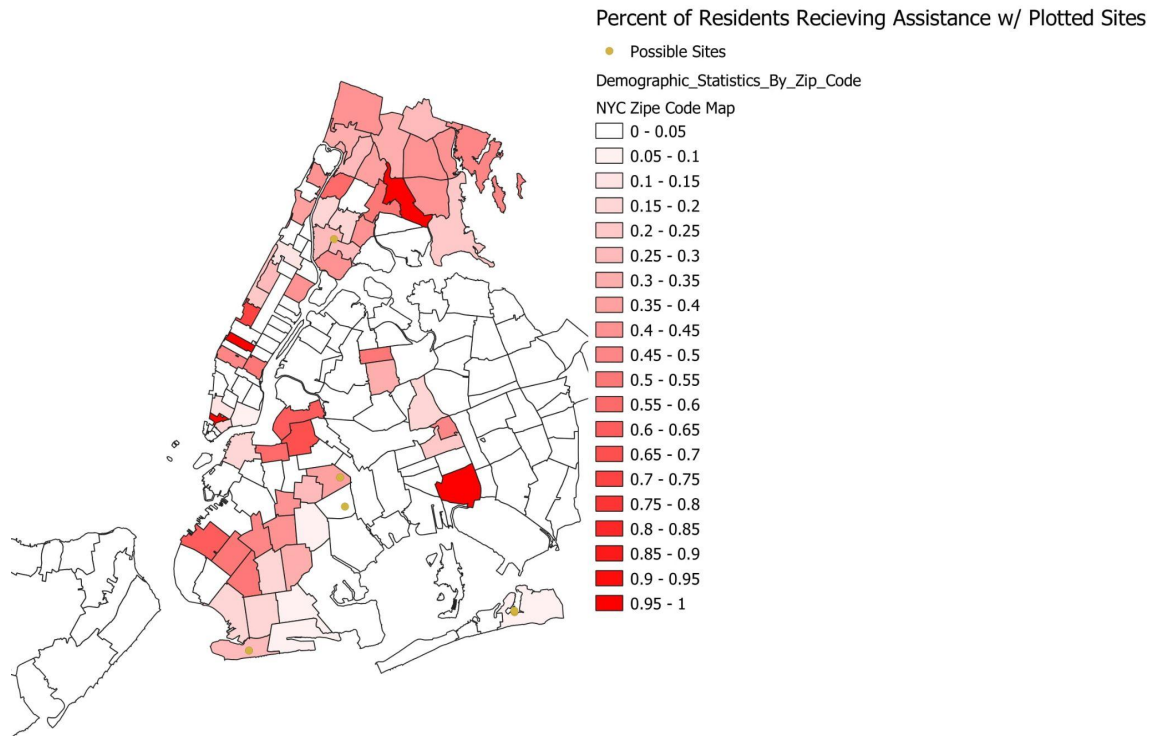 Percent of Residents Recieving Assistance w/ Plotted Sites
Possible Sites
Demographic_Statistics_By_Zip_Code
NYC Zipe Code Map
0 - 0.05
0.05 - 0.1
0.1 - 0.15
0.15 - 0.2
0.2 - 0.25
0.25 - 0.3
0.3 - 0.35
0.35 - 0.4
0.4 - 0.45
0.45 - 0.5
0.5 - 0.55
0.55 - 0.6
0.6 - 0.65
0.65 - 0.7
0.7 - 0.75
0.75 - 0.8
0.8 - 0.85
0.85 - 0.9
0.9 - 0.95
0.95 - 1